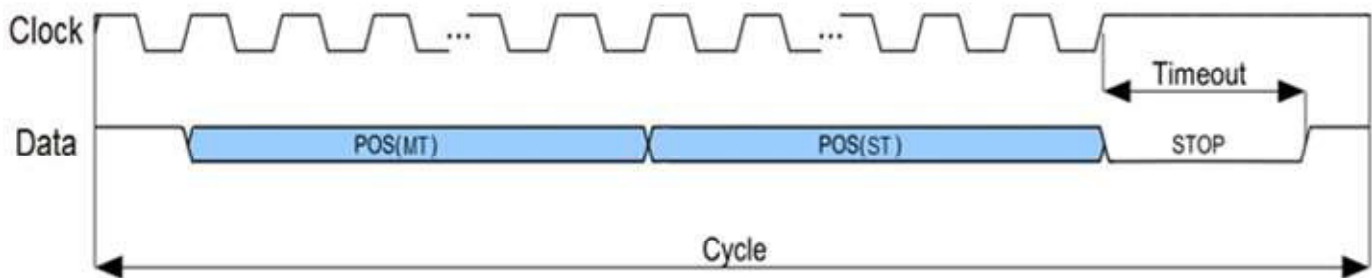 Clock ... ...
Timeout
Data POS(MT) POS(ST) STOP
Cycle